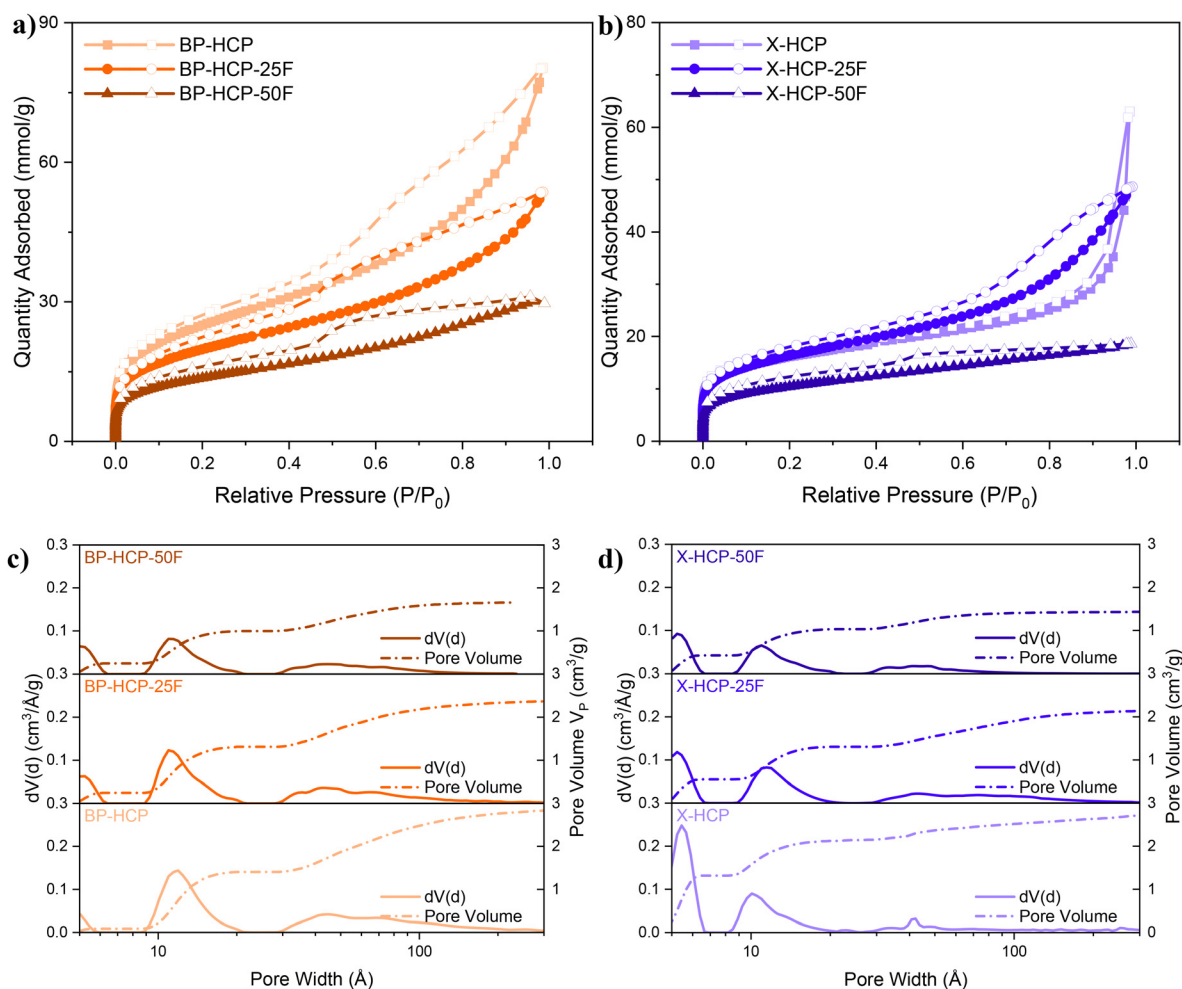 a)
90
60
30
0
Quantity Adsorbed (mmol/g)
BP-HCP
BP-HCP-25F
BP-HCP-50F
0.0 0.2 0.4 0.6 0.8 1.0
Relative Pressure (P/P₀)
b)
80
60
40
20
0
Quantity Adsorbed (mmol/g)
X-HCP
X-HCP-25F
X-HCP-50F
0.0 0.2 0.4 0.6 0.8 1.0
Relative Pressure (P/P₀)
c)
BP-HCP-50F
0.3
0.2
0.1
0.3
0.2
0.1
0.3
0.2
0.1
0.0
dV(d) (cm³/Å/g)
dV(d)
Pore Volume
BP-HCP-25F
dV(d)
Pore Volume
BP-HCP
dV(d)
Pore Volume
3
2
1
3
2
1
3
2
1
0
Pore Volume V_P (cm³/g)
10 100
Pore Width (Å)
d)
X-HCP-50F
0.3
0.2
0.1
0.3
0.2
0.1
0.3
0.2
0.1
0.0
dV(d) (cm³/Å/g)
dV(d)
Pore Volume
X-HCP-25F
dV(d)
Pore Volume
X-HCP
dV(d)
Pore Volume
3
2
1
3
2
1
3
2
1
0
Pore Volume (cm³/g)
10 100
Pore Width (Å)